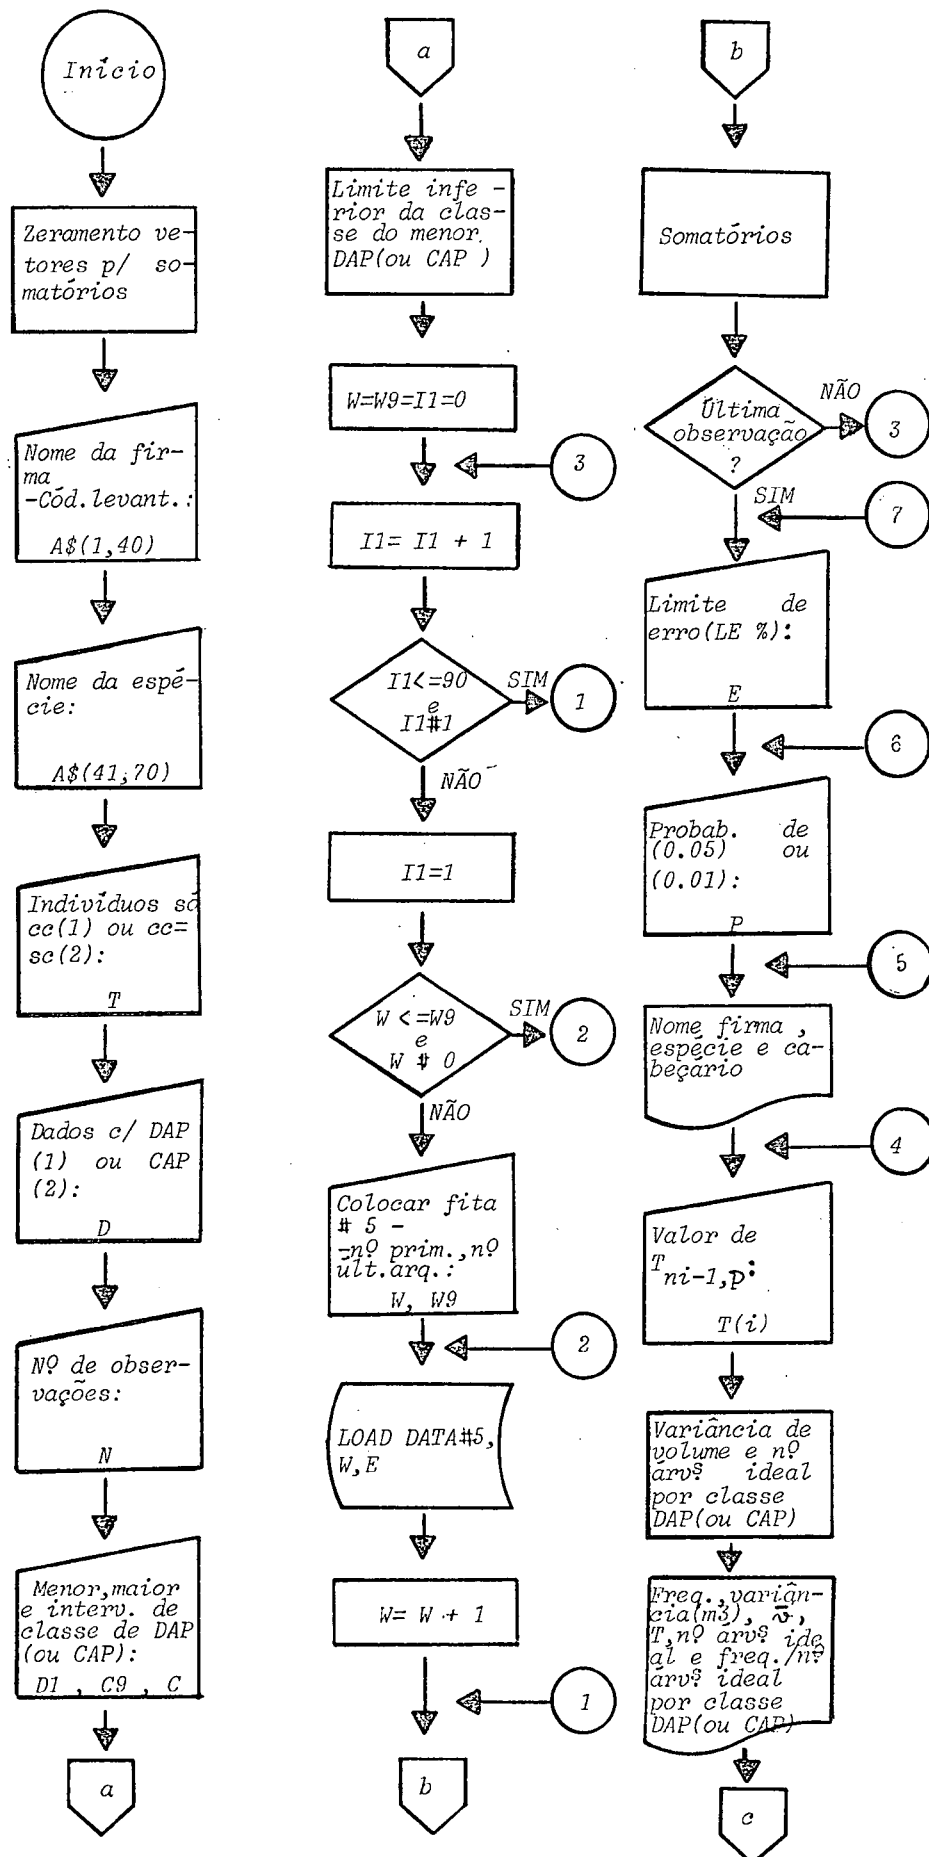 Início
Zeramento ve-
tores p/ so-
matórios
Nome da fir-
ma
-Cód.levant.:
A$(1,40)
Nome da espé-
cie:
A$(41,70)
Indivíduos só
cc(1) ou cc=
sc(2):
T
Dados c/ DAP
(1) ou CAP
(2):
D
Nº de obser-
vações:
N
Menor,maior
e interv. de
classe de DAP
(ou CAP):
D1 , C9 , C
a
a
Limite infe -
rior da clas-
se do menor
DAP(ou CAP )
W=W9=I1=0
3
I1= I1 + 1
I1<=90
e
I1#1
SIM
1
NÃO
I1=1
W <=W9
e
W # 0
SIM
2
NÃO
Colocar fita
# 5 -
-nº prim.,nº
últ.arq.:
W, W9
2
LOAD DATA#5,
W,E
W= W + 1
1
b
b
Somatórios
Última
observação
?
NÃO
3
SIM
7
Limite de
erro(LE %):
E
6
Probab. de
(0.05) ou
(0.01):
P
5
Nome firma ,
espécie e ca-
beçário
4
Valor de
Tni-1,p:
T(i)
Variância de
volume e nº
árvs ideal
por classe
DAP(ou CAP)
Freq.,variân-
cia(m3), v̄,
T,nº árvs ide
al e freq./nº
árvs ideal
por classe
DAP(ou CAP)
c